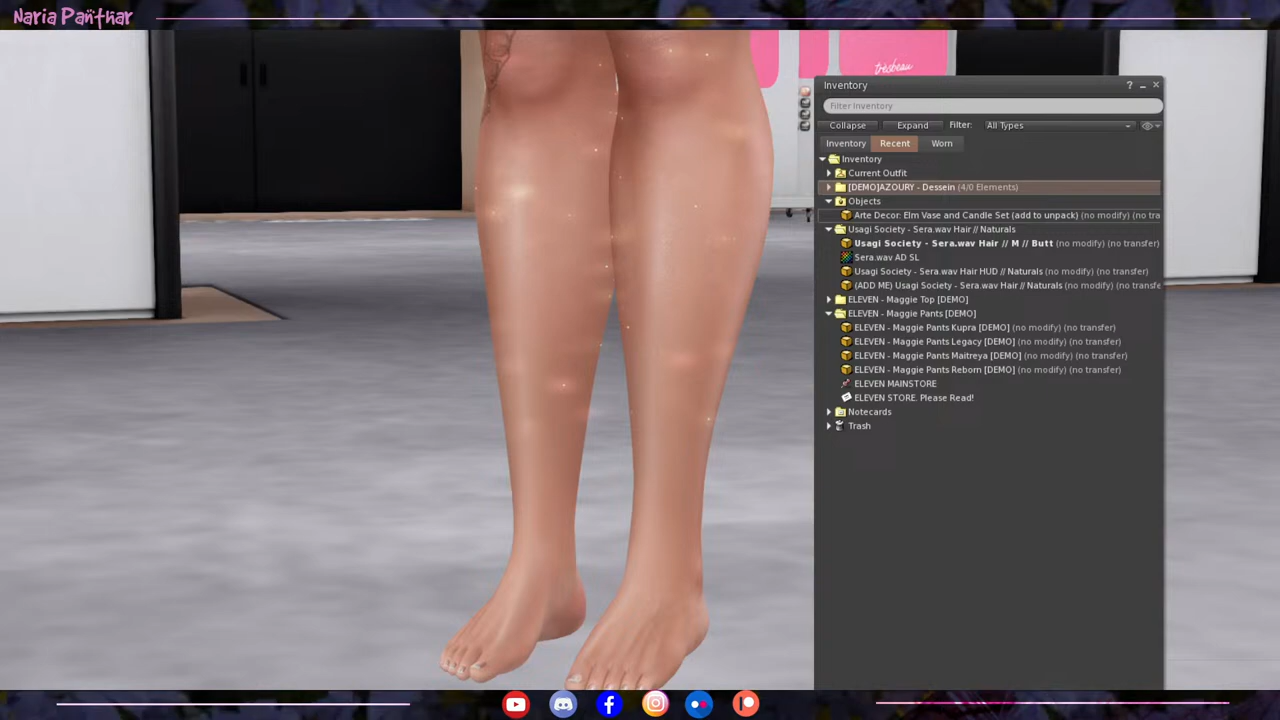 Naria Panthar
très beau
Inventory
Filter Inventory
Collapse Expand Filter: All Types
Inventory Recent Worn
Inventory
Current Outfit
[DEMO]AZOURY - Dessein (4/0 Elements)
Objects
Arte Decor: Elm Vase and Candle Set (add to unpack) (no modify) (no tra
Usagi Society - Sera.wav Hair // Naturals
Usagi Society - Sera.wav Hair // M // Butt (no modify) (no transfer)
Sera.wav AD SL
Usagi Society - Sera.wav Hair HUD // Naturals (no modify) (no transfer)
(ADD ME) Usagi Society - Sera.wav Hair // Naturals (no modify) (no transfe
ELEVEN - Maggie Top [DEMO]
ELEVEN - Maggie Pants [DEMO]
ELEVEN - Maggie Pants Kupra [DEMO] (no modify) (no transfer)
ELEVEN - Maggie Pants Legacy [DEMO] (no modify) (no transfer)
ELEVEN - Maggie Pants Maitreya [DEMO] (no modify) (no transfer)
ELEVEN - Maggie Pants Reborn [DEMO] (no modify) (no transfer)
ELEVEN MAINSTORE
ELEVEN STORE. Please Read!
Notecards
Trash